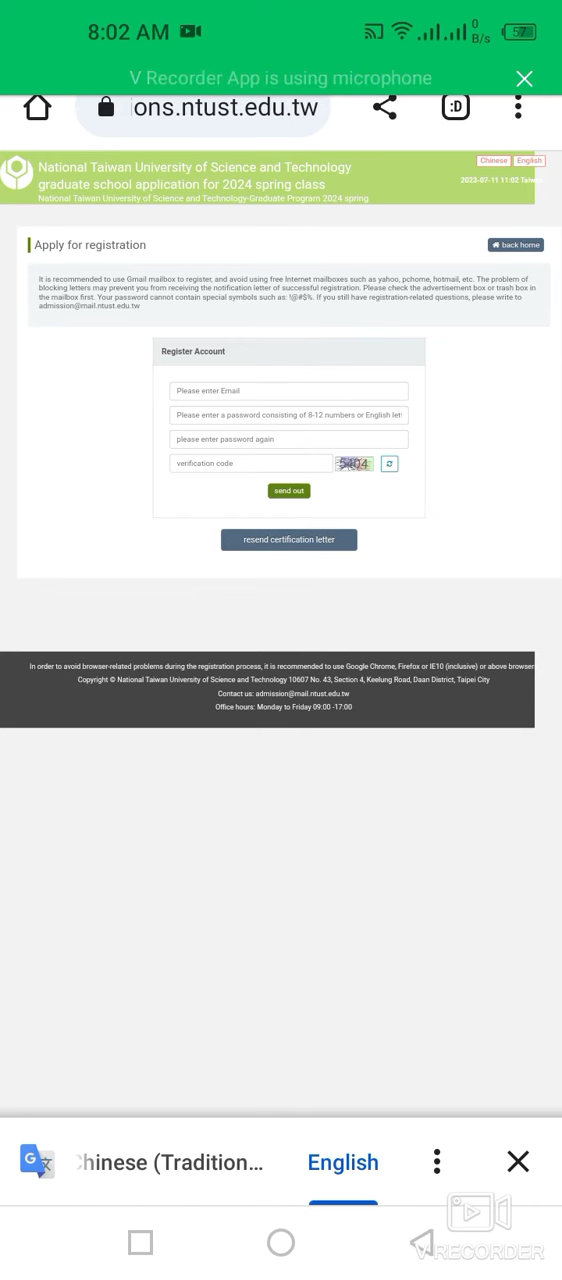 8:02 AM
0
B/s
57
V Recorder App is using microphone
ions.ntust.edu.tw
:D
National Taiwan University of Science and Technology
graduate school application for 2024 spring class
National Taiwan University of Science and Technology-Graduate Program 2024 spring
Chinese English
2023-07-11 11:02 Taiwan
Apply for registration
back home
It is recommended to use Gmail mailbox to register, and avoid using free Internet mailboxes such as yahoo, pchome, hotmail, etc. The problem of
blocking letters may prevent you from receiving the notification letter of successful registration. Please check the advertisement box or trash box in
the mailbox first. Your password cannot contain special symbols such as: !@#$%. If you still have registration-related questions, please write to
admission@mail.ntust.edu.tw
Register Account
Please enter Email
Please enter a password consisting of 8-12 numbers or English let
please enter password again
verification code
5404
send out
resend certification letter
In order to avoid browser-related problems during the registration process, it is recommended to use Google Chrome, Firefox or IE10 (inclusive) or above browser
Copyright © National Taiwan University of Science and Technology 10607 No. 43, Section 4, Keelung Road, Daan District, Taipei City
Contact us: admission@mail.ntust.edu.tw
Office hours: Monday to Friday 09:00 -17:00
G 文
Chinese (Tradition... English
V RECORDER